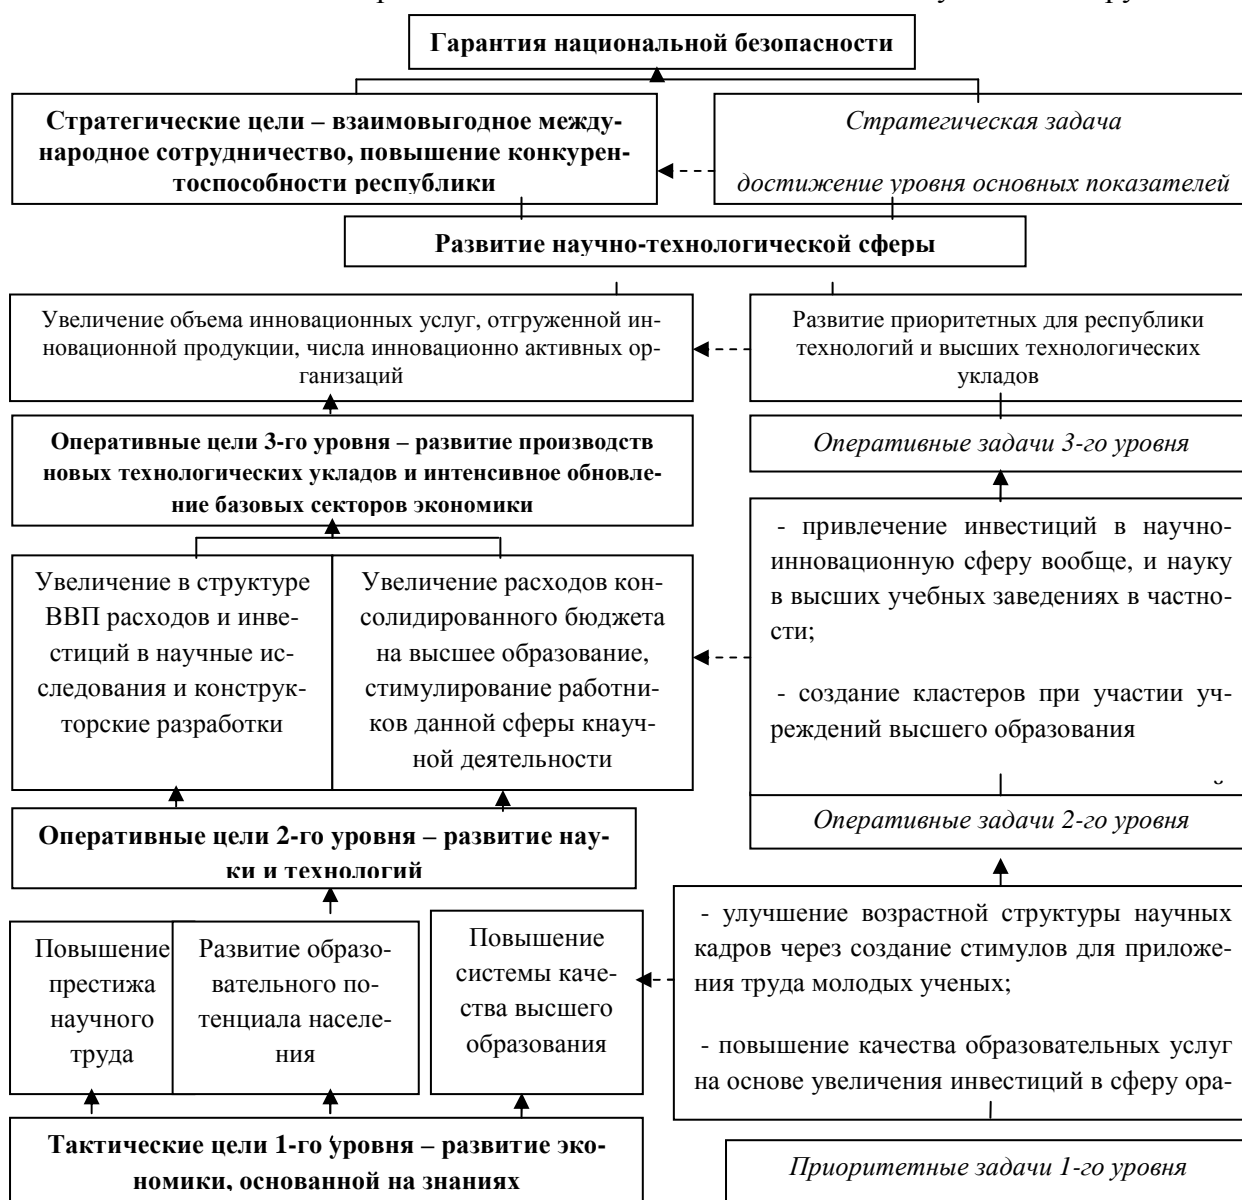 Гарантия национальной безопасности
Стратегические цели – взаимовыгодное между-
народное сотрудничество, повышение конкурен-
тоспособности республики
Стратегическая задача
достижение уровня основных показателей
Развитие научно-технологической сферы
Увеличение объема инновационных услуг, отгруженной ин-
новационной продукции, числа инновационно активных ор-
ганизаций
Развитие приоритетных для республики
технологий и высших технологических
укладов
Оперативные цели 3-го уровня – развитие производств
новых технологических укладов и интенсивное обновле-
ние базовых секторов экономики
Оперативные задачи 3-го уровня
Увеличение в структуре
ВВП расходов и инве-
стиций в научные ис-
следования и конструк-
торские разработки
Увеличение расходов кон-
солидированного бюджета
на высшее образование,
стимулирование работни-
ков данной сферы кнауч-
ной деятельности
- привлечение инвестиций в научно-
инновационную сферу вообще, и науку
в высших учебных заведениях в частно-
сти;
- создание кластеров при участии уч-
реждений высшего образования
Оперативные цели 2-го уровня – развитие нау-
ки и технологий
Оперативные задачи 2-го уровня
Повышение
престижа
научного
труда
Развитие образо-
вательного по-
тенциала населе-
ния
Повышение
системы каче-
ства высшего
образования
- улучшение возрастной структуры научных
кадров через создание стимулов для приложе-
ния труда молодых ученых;
- повышение качества образовательных услуг
на основе увеличения инвестиций в сферу ора-
Тактические цели 1-го уровня – развитие эко-
номики, основанной на знаниях
Приоритетные задачи 1-го уровня